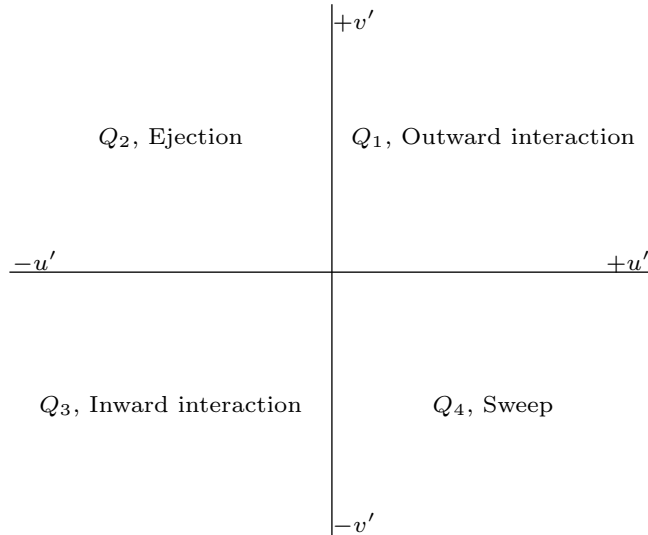 +v′
Q₂, Ejection
Q₁, Outward interaction
−u′
+u′
Q₃, Inward interaction
Q₄, Sweep
−v′